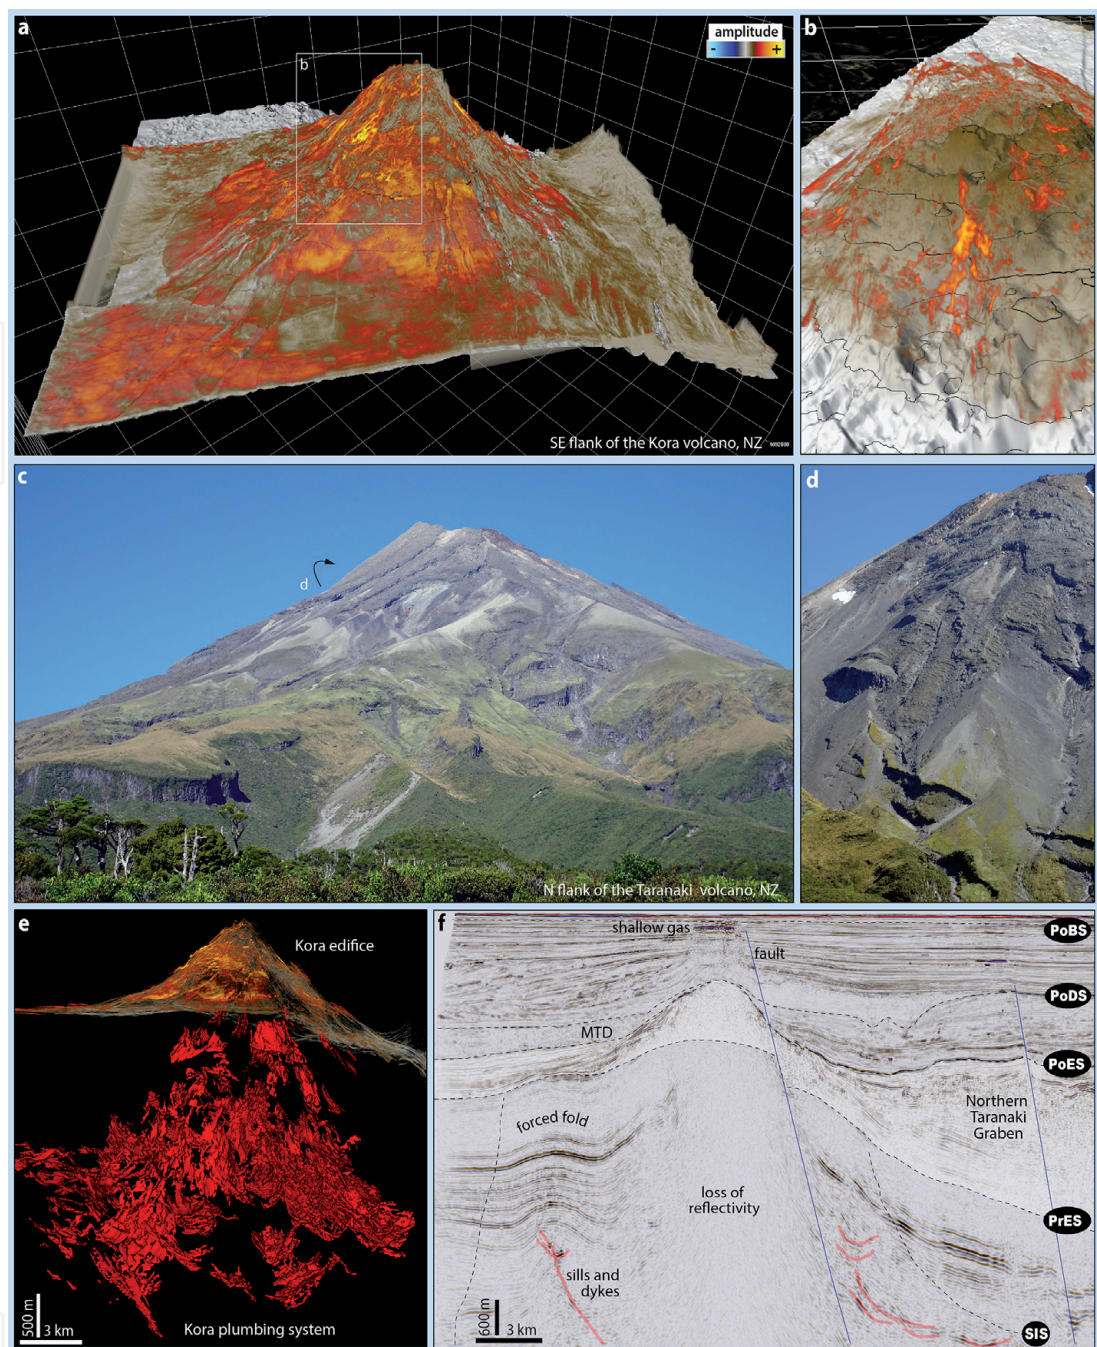 a
amplitude
- +
b
SE flank of the Kora volcano, NZ
b
c
d
N flank of the Taranaki volcano, NZ
d
e
Kora edifice
500 m
3 km
Kora plumbing system
f
shallow gas
fault
PoBS
PoDS
MTD
PoES
Northern
Taranaki
Graben
forced fold
loss of
reflectivity
PrES
sills and
dykes
600 m
3 km
SIS